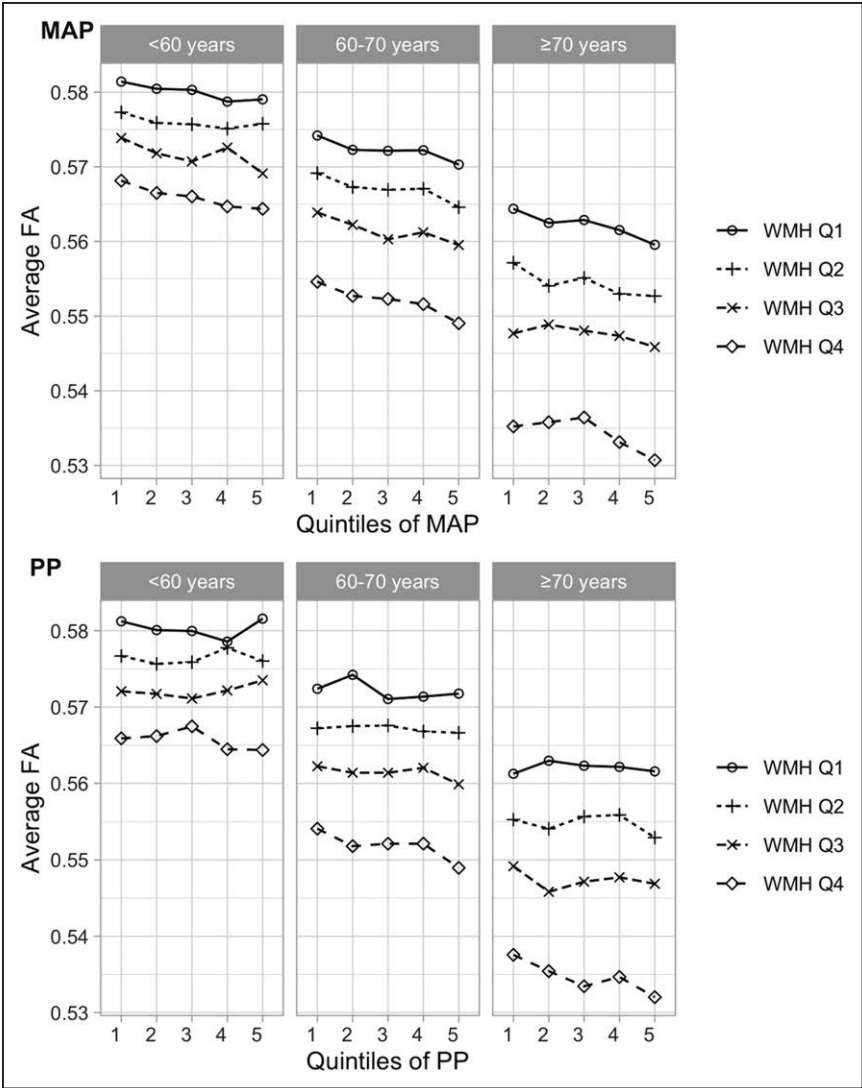 MAP
<60 years 60-70 years ≥70 years
0.58
0.57
0.56
0.55
0.54
0.53
Average FA
1 2 3 4 5 1 2 3 4 5 1 2 3 4 5
Quintiles of MAP
WMH Q1
WMH Q2
WMH Q3
WMH Q4
PP
<60 years 60-70 years ≥70 years
0.58
0.57
0.56
0.55
0.54
0.53
Average FA
1 2 3 4 5 1 2 3 4 5 1 2 3 4 5
Quintiles of PP
WMH Q1
WMH Q2
WMH Q3
WMH Q4